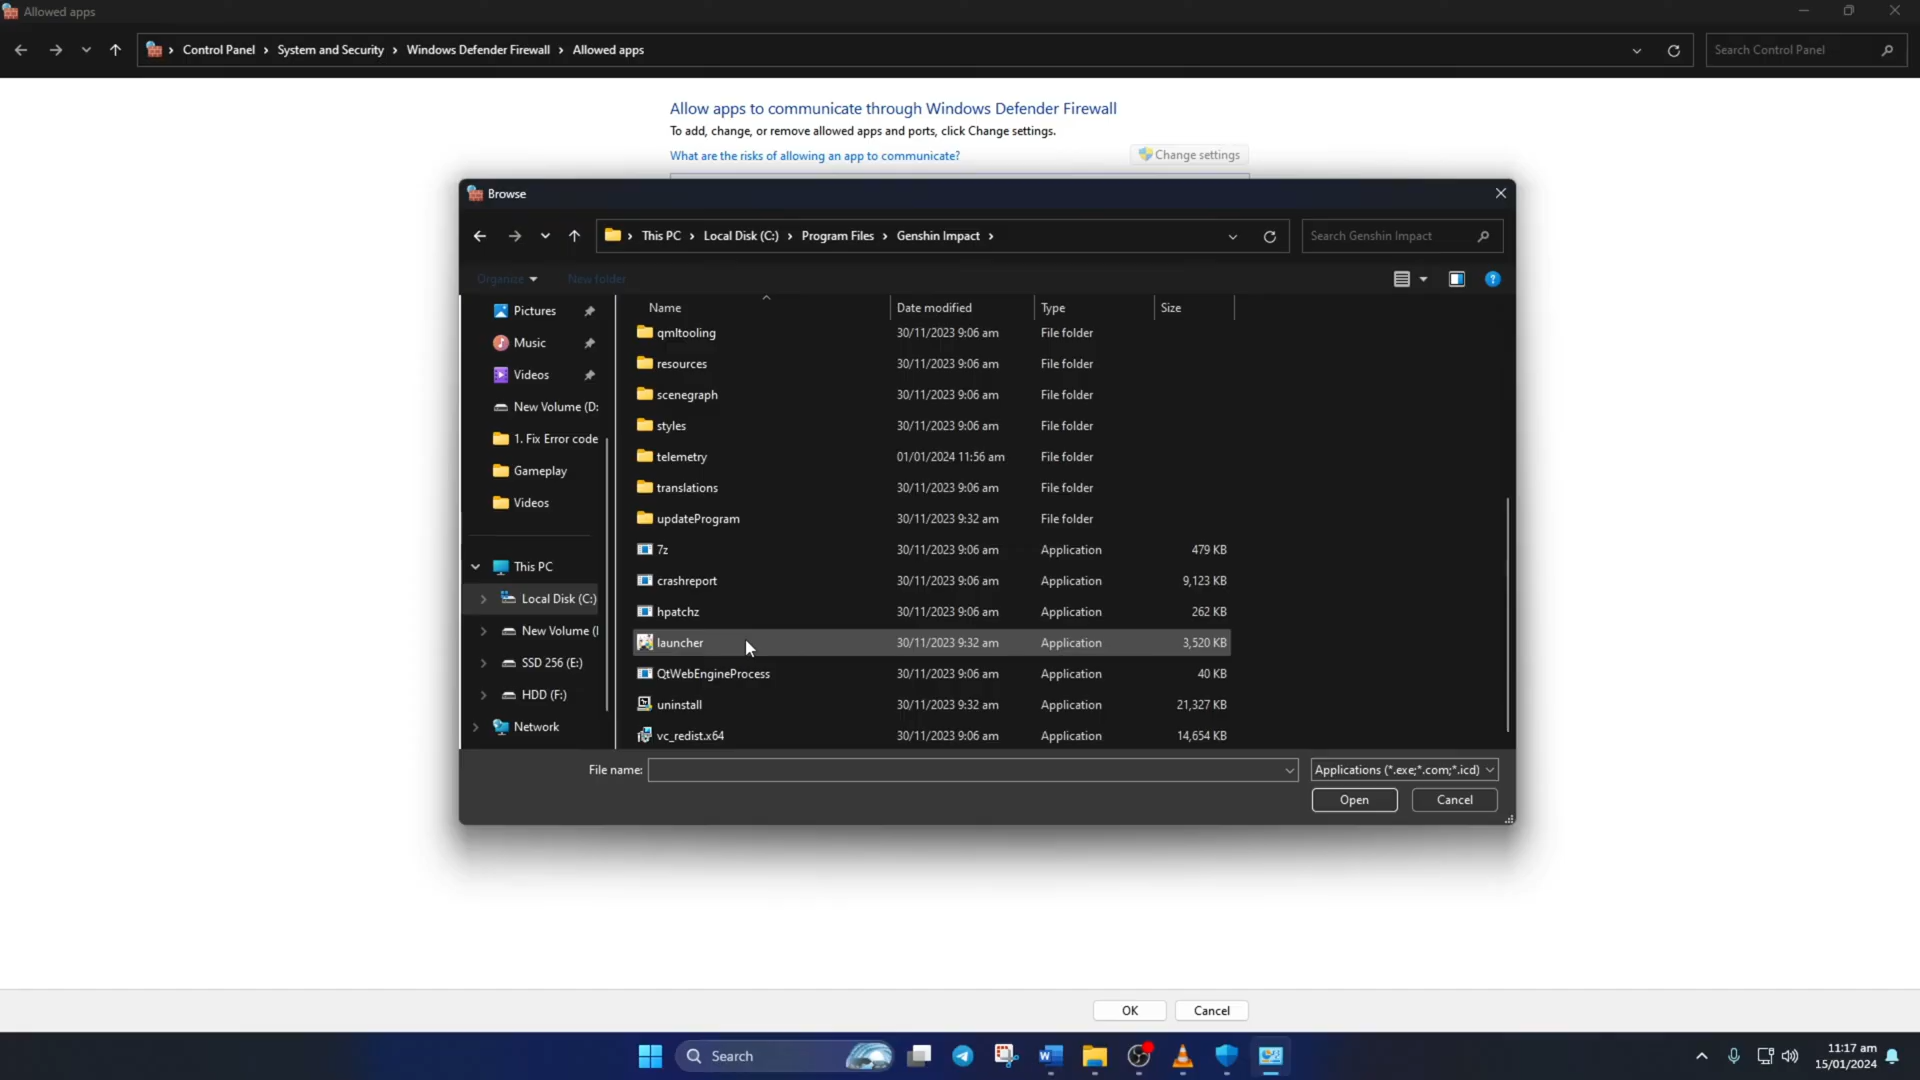 Allowed apps
Control Panel > System and Security > Windows Defender Firewall > Allowed apps
Search Control Panel
Allow apps to communicate through Windows Defender Firewall
To add, change, or remove allowed apps and ports, click Change settings.
What are the risks of allowing an app to communicate?
Change settings
Browse
This PC > Local Disk (C:) > Program Files > Genshin Impact >
Search Genshin Impact
Organize
New folder
Pictures
Music
Videos
New Volume (D:
1. Fix Error code
Gameplay
Videos
This PC
Local Disk (C:)
New Volume (
SSD 256 (E:)
HDD (F:)
Network
Name Date modified Type Size
qmltooling 30/11/2023 9:06 am File folder
resources 30/11/2023 9:06 am File folder
scenegraph 30/11/2023 9:06 am File folder
styles 30/11/2023 9:06 am File folder
telemetry 01/01/2024 11:56 am File folder
translations 30/11/2023 9:06 am File folder
updateProgram 30/11/2023 9:32 am File folder
7z 30/11/2023 9:06 am Application 479 KB
crashreport 30/11/2023 9:06 am Application 9,123 KB
hpatchz 30/11/2023 9:06 am Application 262 KB
launcher 30/11/2023 9:32 am Application 3,520 KB
QtWebEngineProcess 30/11/2023 9:06 am Application 40 KB
uninstall 30/11/2023 9:32 am Application 21,327 KB
vc_redist.x64 30/11/2023 9:06 am Application 14,654 KB
File name:
Applications (*.exe;*.com;*.icd)
Open
Cancel
OK
Cancel
Search
11:17 am
15/01/2024